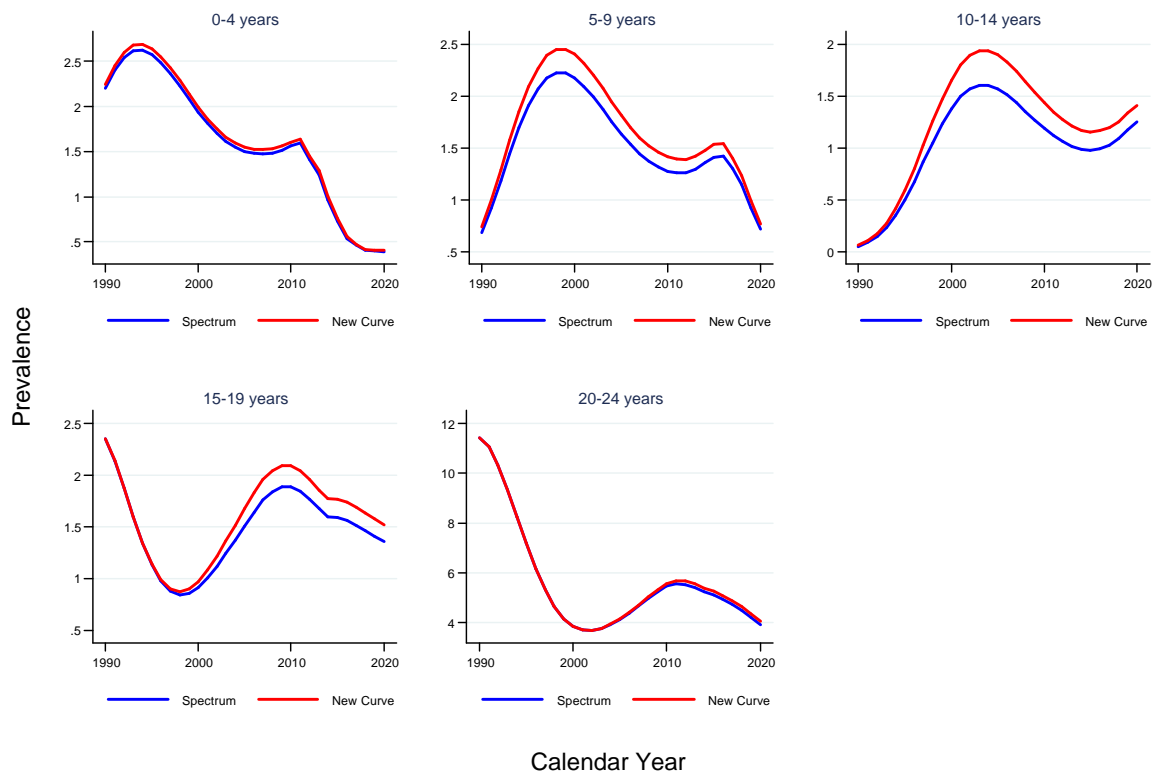 0-4 years
2.5
2
1.5
1
.5
1990 2000 2010 2020
Spectrum New Curve
5-9 years
2.5
2
1.5
1
.5
1990 2000 2010 2020
Spectrum New Curve
10-14 years
2
1.5
1
.5
0
1990 2000 2010 2020
Spectrum New Curve
Prevalence
15-19 years
2.5
2
1.5
1
.5
1990 2000 2010 2020
Spectrum New Curve
20-24 years
12
10
8
6
4
1990 2000 2010 2020
Spectrum New Curve
Calendar Year